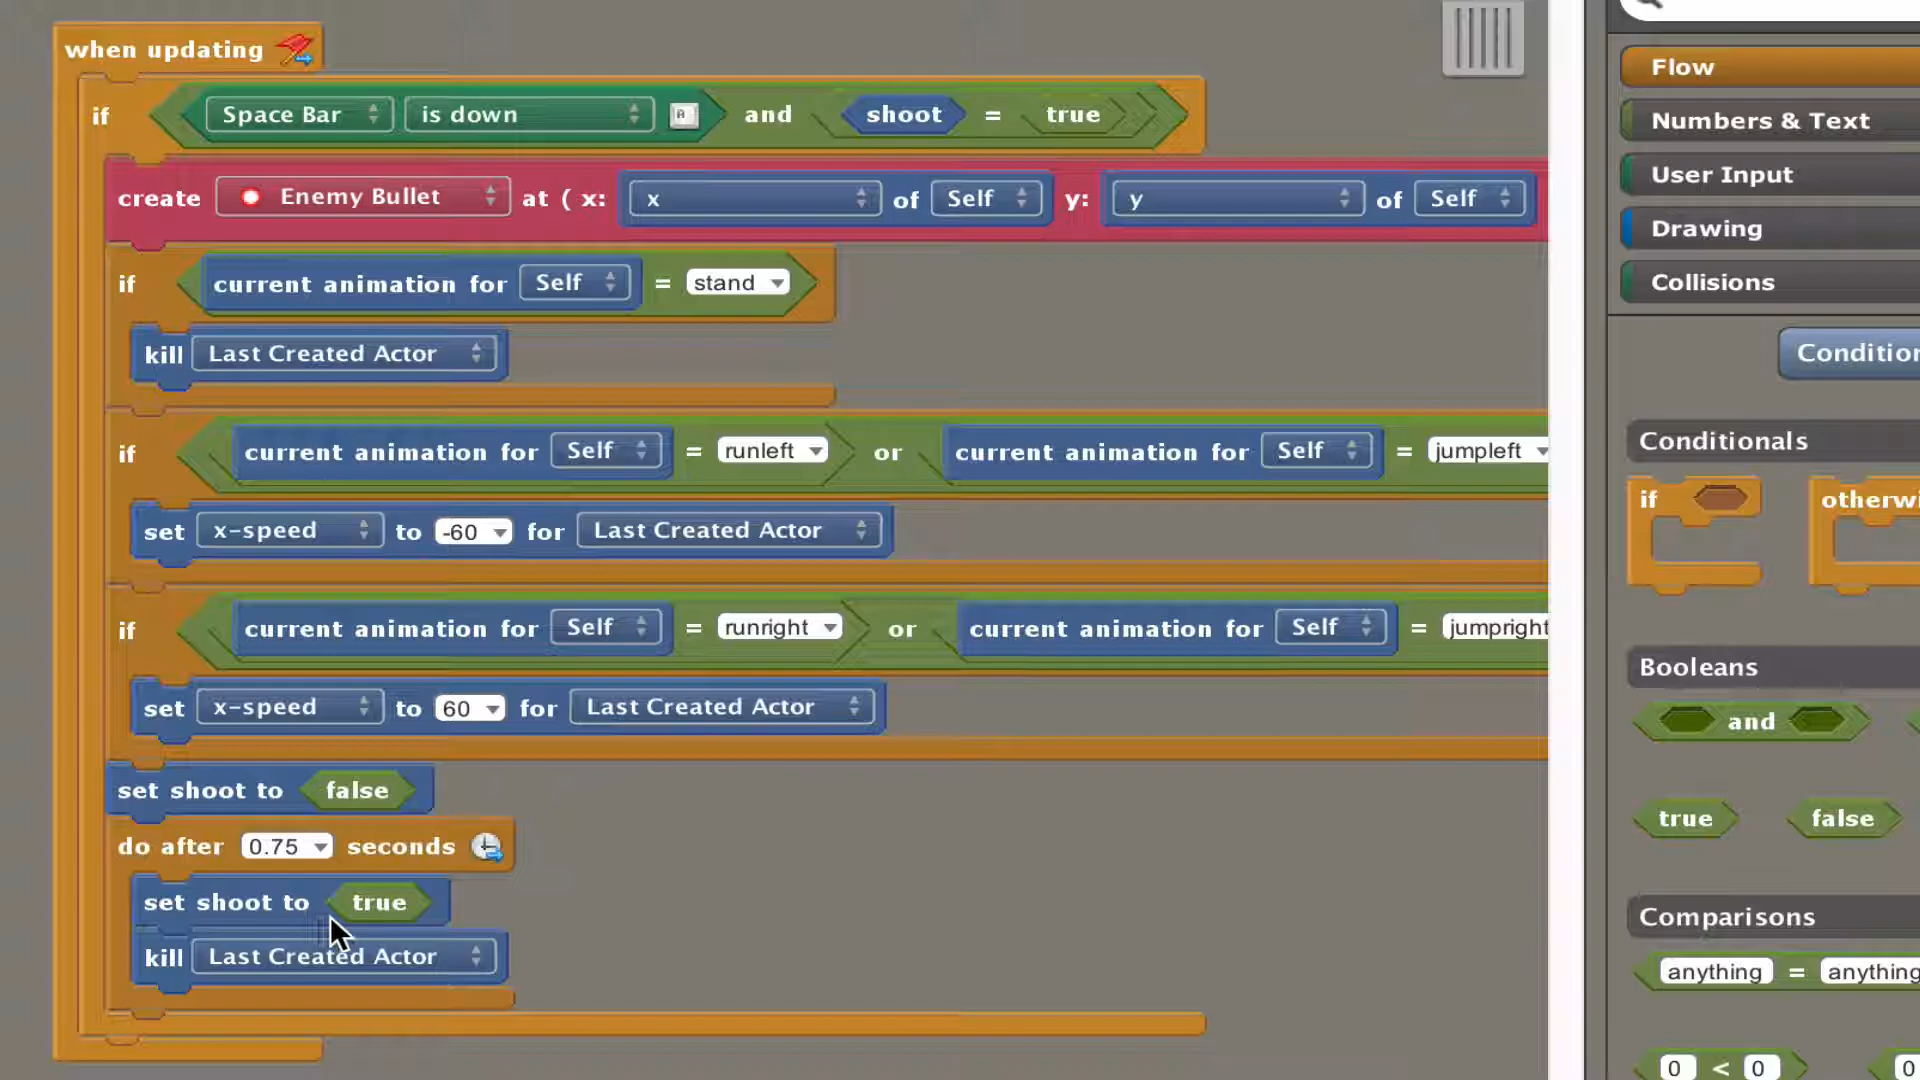 when updating
if Space Bar is down and shoot = true
create Enemy Bullet at ( x: x of Self y: y of Self
if current animation for Self = stand
kill Last Created Actor
if current animation for Self = runleft or current animation for Self = jumpleft
set x-speed to -60 for Last Created Actor
if current animation for Self = runright or current animation for Self = jumpright
set x-speed to 60 for Last Created Actor
set shoot to false
do after 0.75 seconds
set shoot to true
kill Last Created Actor
Flow
Numbers & Text
User Input
Drawing
Collisions
Condition
Conditionals
if otherwi
Booleans
and
true false
Comparisons
anything = anything
0 < 0 0